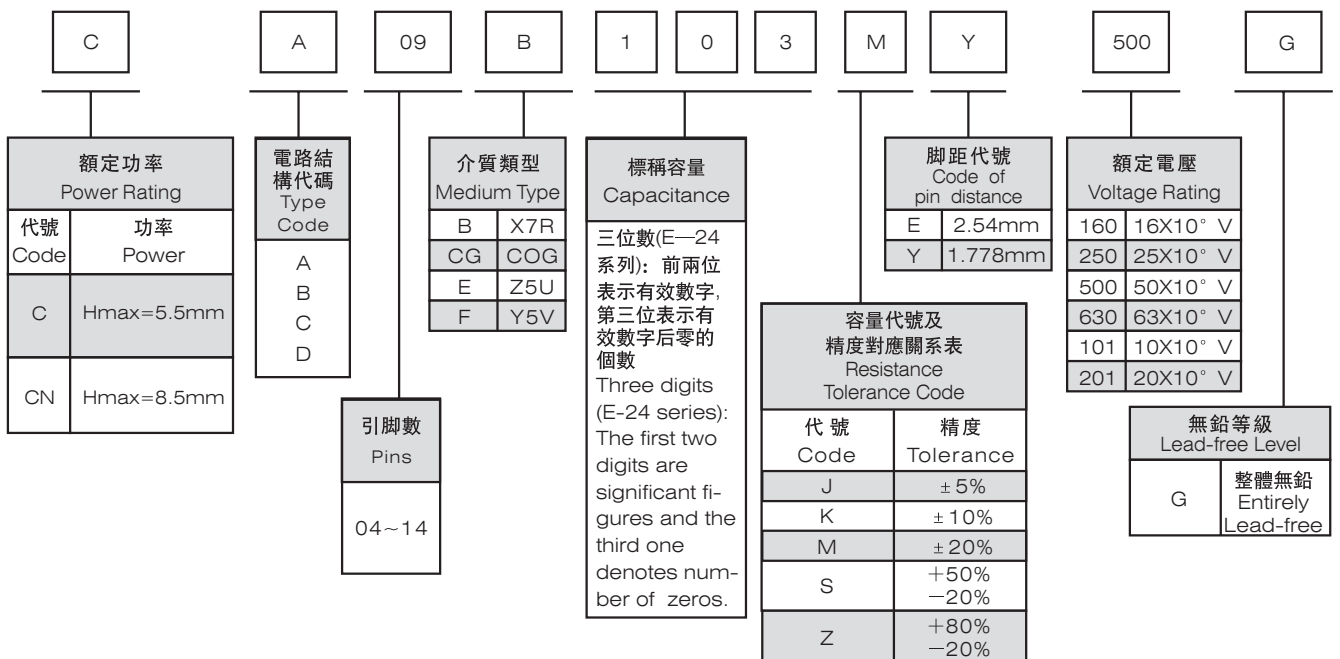 C A 09 B 1 0 3 M Y 500 G
額定功率
Power Rating
代號 功率
Code Power
C Hmax=5.5mm
CN Hmax=8.5mm
電路結
構代碼
Type
Code
A
B
C
D
引脚數
Pins
04~14
介質類型
Medium Type
B X7R
CG COG
E Z5U
F Y5V
標稱容量
Capacitance
三位數(E—24
系列)：前兩位
表示有效數字,
第三位表示有
效數字后零的
個數
Three digits
(E-24 series):
The first two
digits are
significant fi-
gures and the
third one
denotes num-
ber of zeros.
容量代號及
精度對應關系表
Resistance
Tolerance Code
代號 精度
Code Tolerance
J ±5%
K ±10%
M ±20%
S +50%
−20%
Z +80%
−20%
脚距代號
Code of
pin distance
E 2.54mm
Y 1.778mm
額定電壓
Voltage Rating
160 16X10° V
250 25X10° V
500 50X10° V
630 63X10° V
101 10X10° V
201 20X10° V
無鉛等級
Lead-free Level
G 整體無鉛
Entirely
Lead-free